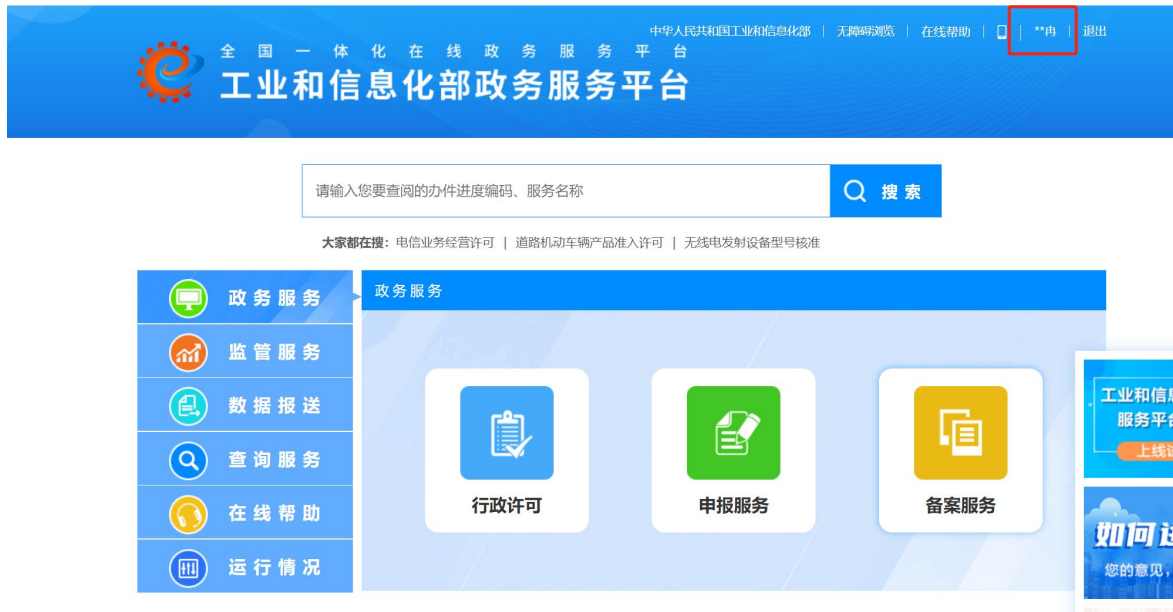 中华人民共和国工业和信息化部 | 无障碍浏览 | 在线帮助 | | **冉 | 退出
全国一体化在线政务服务平台
工业和信息化部政务服务平台
请输入您要查阅的办件进度编码、服务名称
搜索
大家都在搜：电信业务经营许可 | 道路机动车辆产品准入许可 | 无线电发射设备型号核准
政务服务
监管服务
数据报送
查询服务
在线帮助
运行情况
政务服务
行政许可
申报服务
备案服务
工业和信
服务平
上线
如何
您的意见，